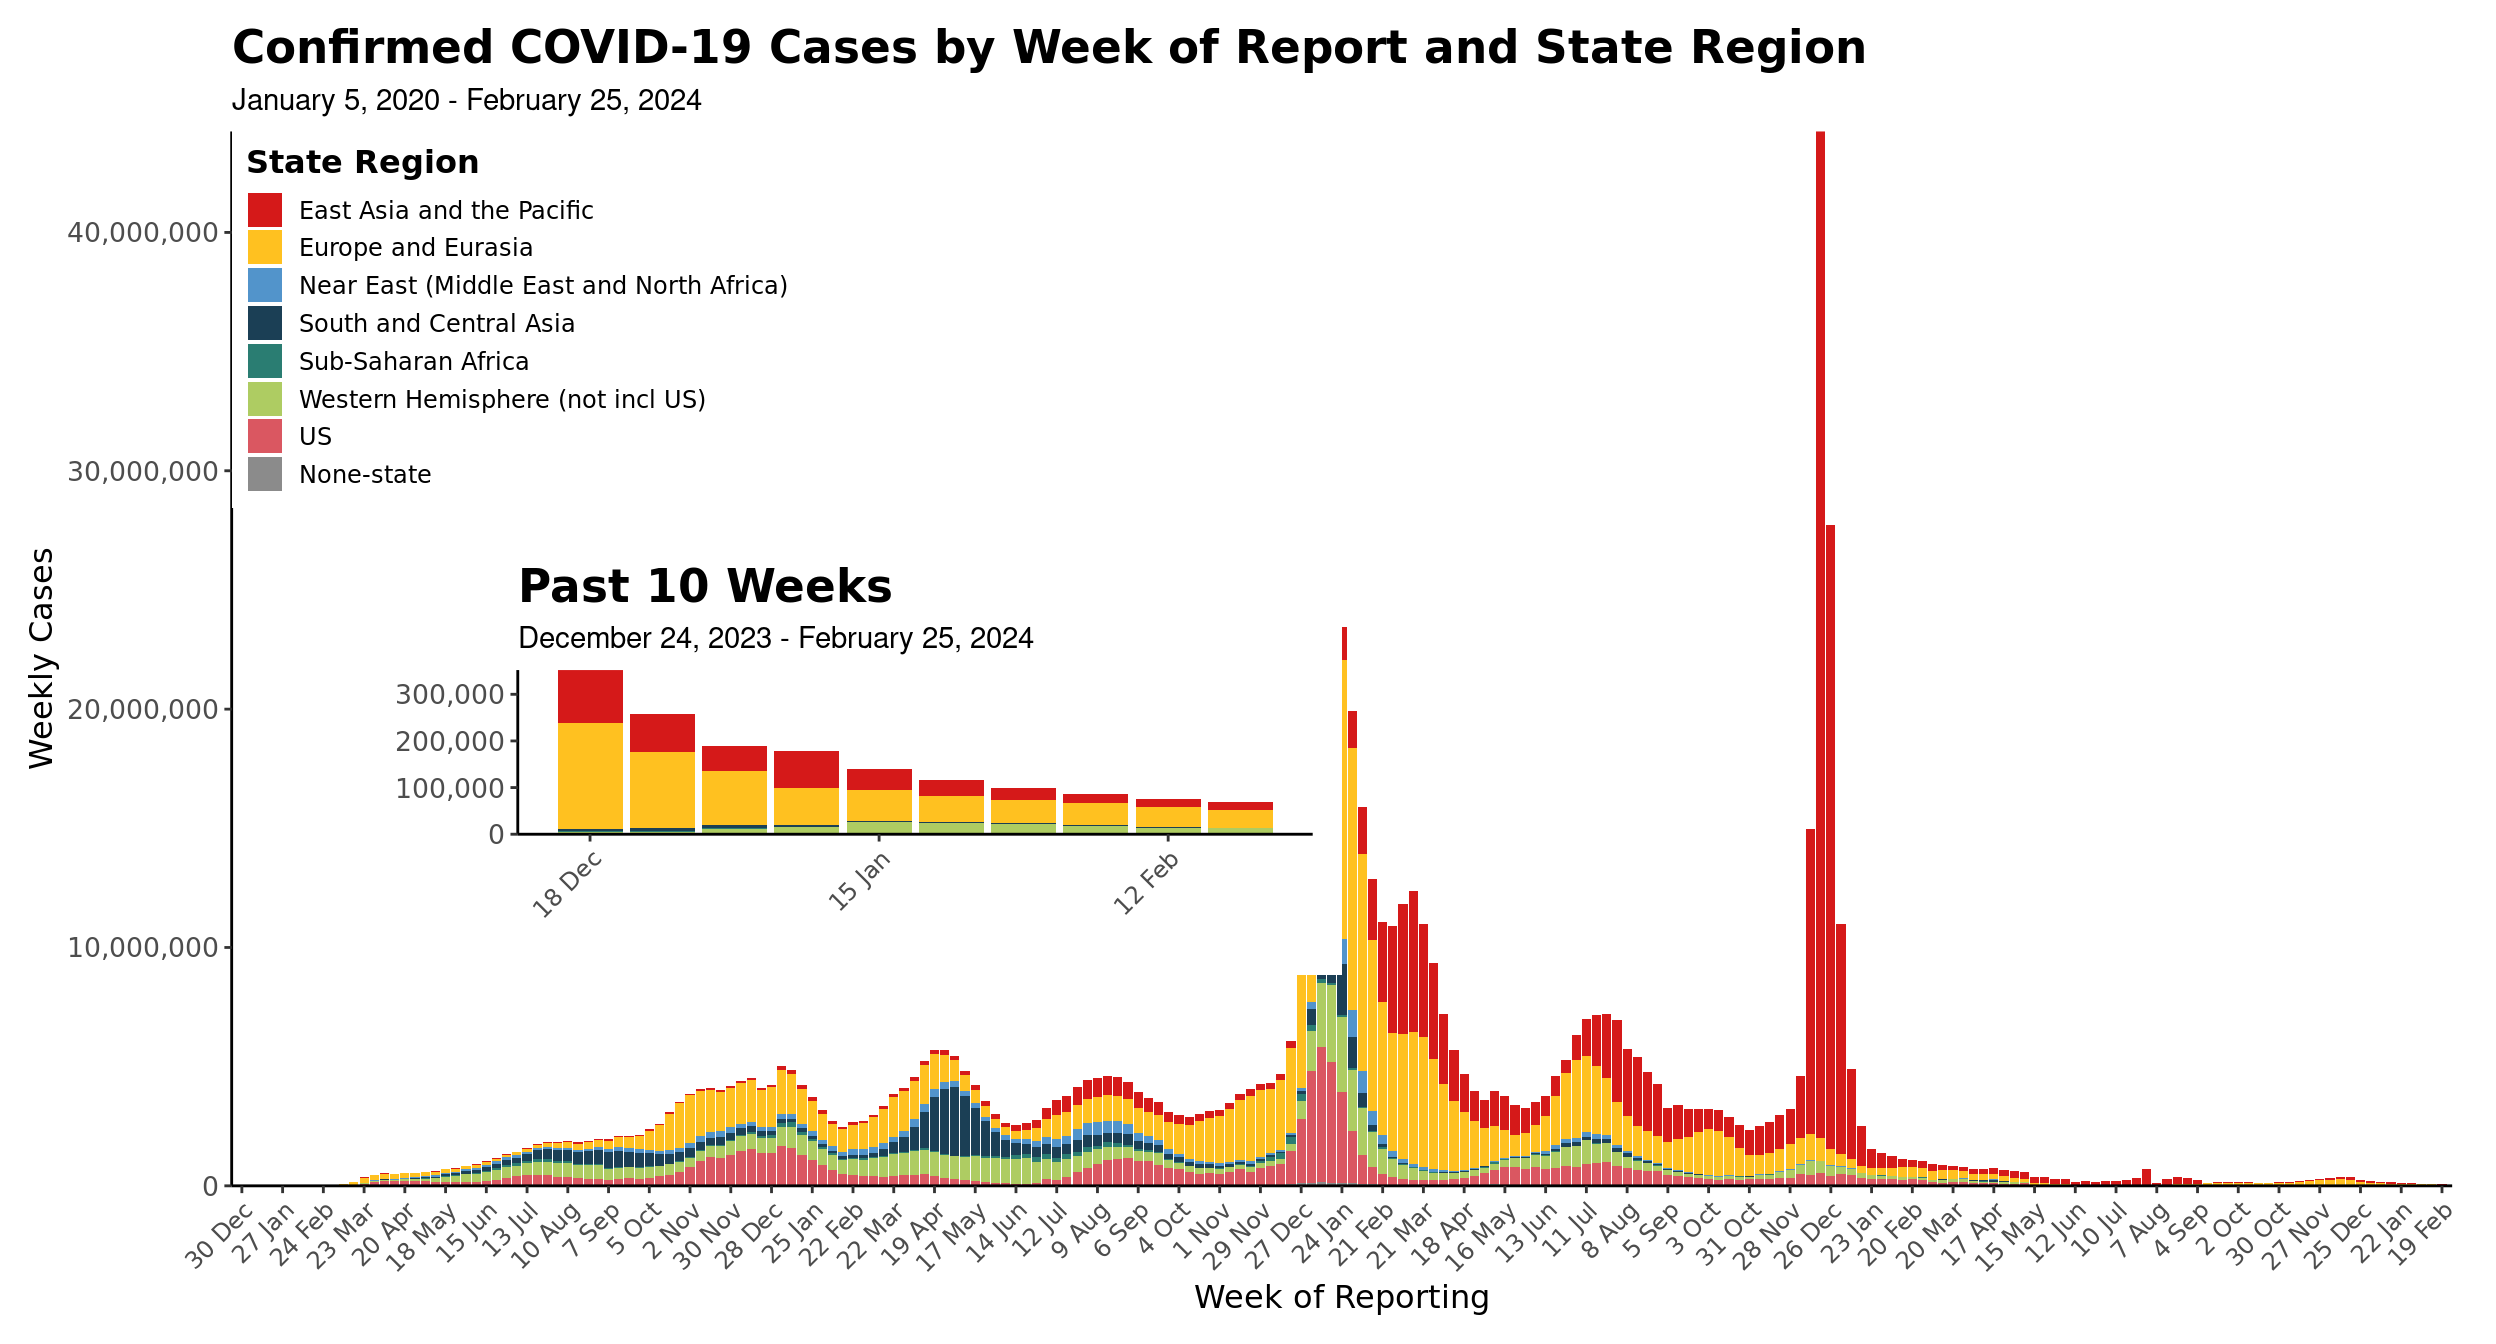 Confirmed COVID-19 Cases by Week of Report and State Region
January 5, 2020 - February 25, 2024
State Region
East Asia and the Pacific
Europe and Eurasia
Near East (Middle East and North Africa)
South and Central Asia
Sub-Saharan Africa
Western Hemisphere (not incl US)
US
None-state
Weekly Cases
40,000,000
30,000,000
20,000,000
10,000,000
0
Past 10 Weeks
December 24, 2023 - February 25, 2024
300,000
200,000
100,000
0
18 Dec
15 Jan
12 Feb
30 Dec
27 Jan
24 Feb
23 Mar
20 Apr
18 May
15 Jun
13 Jul
10 Aug
7 Sep
5 Oct
2 Nov
30 Nov
28 Dec
25 Jan
22 Feb
22 Mar
19 Apr
17 May
14 Jun
12 Jul
9 Aug
6 Sep
4 Oct
1 Nov
29 Nov
27 Dec
24 Jan
21 Feb
21 Mar
18 Apr
16 May
13 Jun
11 Jul
8 Aug
5 Sep
3 Oct
31 Oct
28 Nov
26 Dec
23 Jan
20 Feb
20 Mar
17 Apr
15 May
12 Jun
10 Jul
7 Aug
4 Sep
2 Oct
30 Oct
27 Nov
25 Dec
22 Jan
19 Feb
Week of Reporting